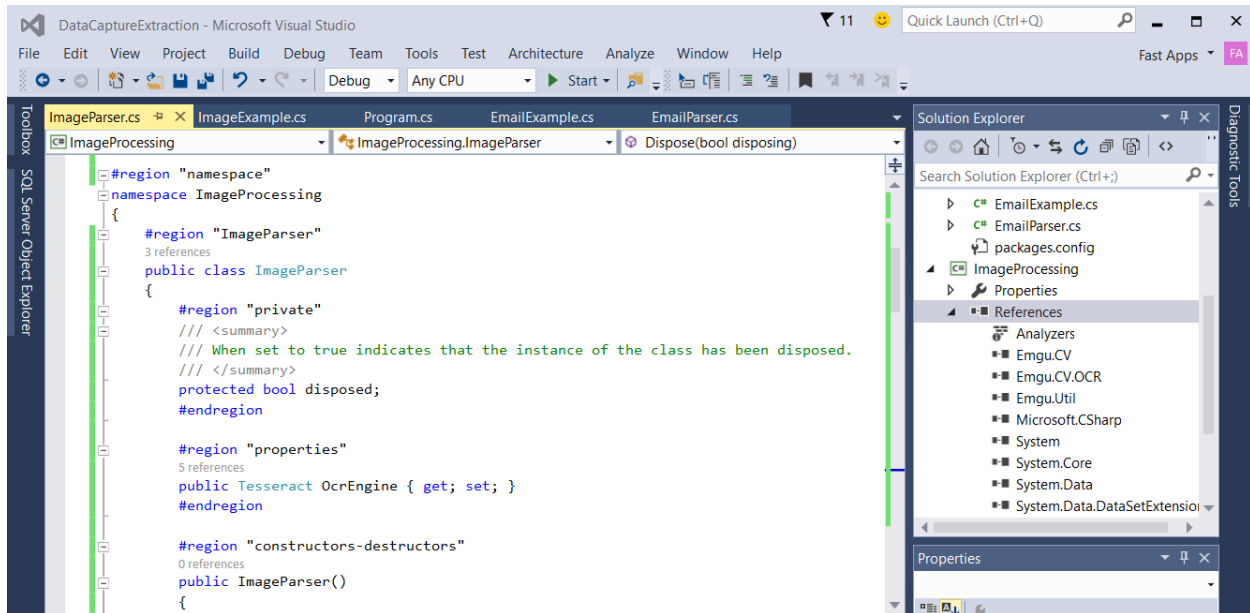 DataCaptureExtraction - Microsoft Visual Studio
11
Quick Launch (Ctrl+Q)
File Edit View Project Build Debug Team Tools Test Architecture Analyze Window Help
Fast Apps FA
Debug Any CPU Start
Toolbox
SQL Server Object Explorer
ImageParser.cs ImageExample.cs Program.cs EmailExample.cs EmailParser.cs
C# ImageProcessing ImageProcessing.ImageParser Dispose(bool disposing)
#region "namespace"
namespace ImageProcessing
{
#region "ImageParser"
3 references
public class ImageParser
{
#region "private"
/// <summary>
/// When set to true indicates that the instance of the class has been disposed.
/// </summary>
protected bool disposed;
#endregion
#region "properties"
5 references
public Tesseract OcrEngine { get; set; }
#endregion
#region "constructors-destructors"
0 references
public ImageParser()
{
Solution Explorer
Search Solution Explorer (Ctrl+;)
C# EmailExample.cs
C# EmailParser.cs
packages.config
C# ImageProcessing
Properties
References
Analyzers
Emgu.CV
Emgu.CV.OCR
Emgu.Util
Microsoft.CSharp
System
System.Core
System.Data
System.Data.DataSetExtensio
Properties
Diagnostic Tools